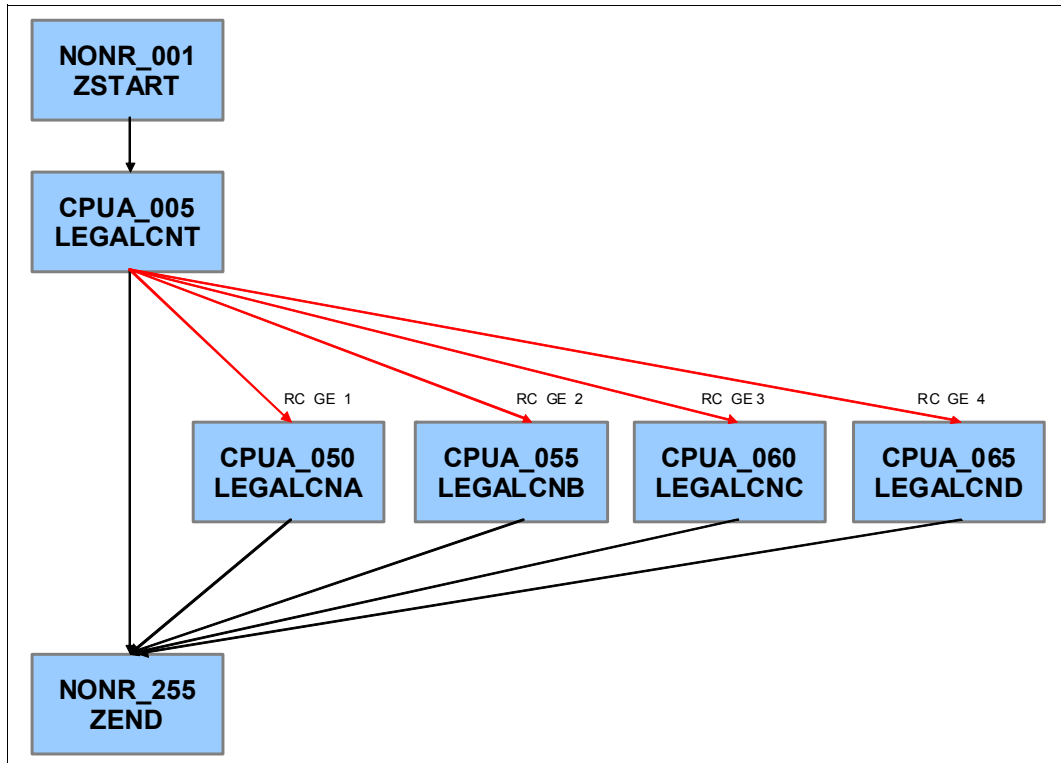 NONR_001
ZSTART
CPUA_005
LEGALCNT
RC GE 1
RC GE 2
RC GE 3
RC GE 4
CPUA_050
LEGALCNA
CPUA_055
LEGALCNB
CPUA_060
LEGALCNC
CPUA_065
LEGALCND
NONR_255
ZEND